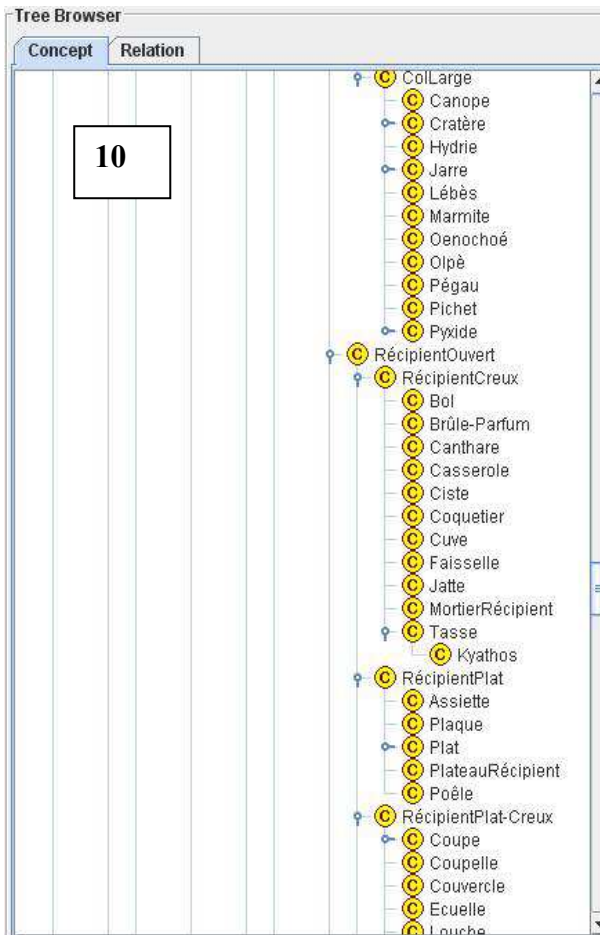 Tree Browser
Concept Relation
10
C ColLarge
C Canope
C Cratère
C Hydrie
C Jarre
C Lébès
C Marmite
C Oenochoé
C Olpè
C Pégau
C Pichet
C Pyxide
C RécipientOuvert
C RécipientCreux
C Bol
C Brûle-Parfum
C Canthare
C Casserole
C Ciste
C Coquetier
C Cuve
C Faisselle
C Jatte
C MortierRécipient
C Tasse
C Kyathos
C RécipientPlat
C Assiette
C Plaque
C Plat
C PlateauRécipient
C Poêle
C RécipientPlat-Creux
C Coupe
C Coupelle
C Couvercle
C Ecuelle
C Louche